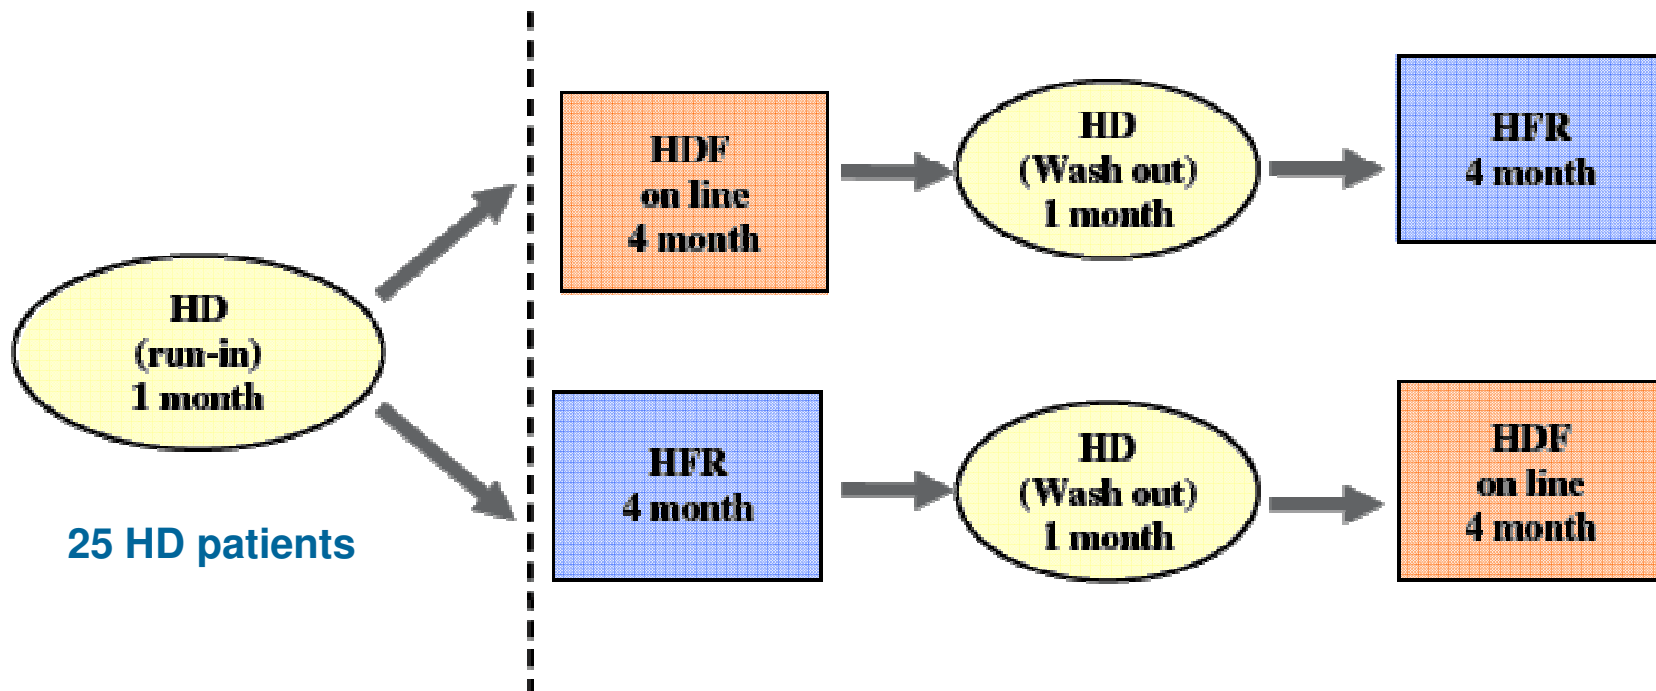 HD
(run-in)
1 month
25 HD patients
HDF
on line
4 month
HD
(Wash out)
1 month
HFR
4 month
HFR
4 month
HD
(Wash out)
1 month
HDF
on line
4 month